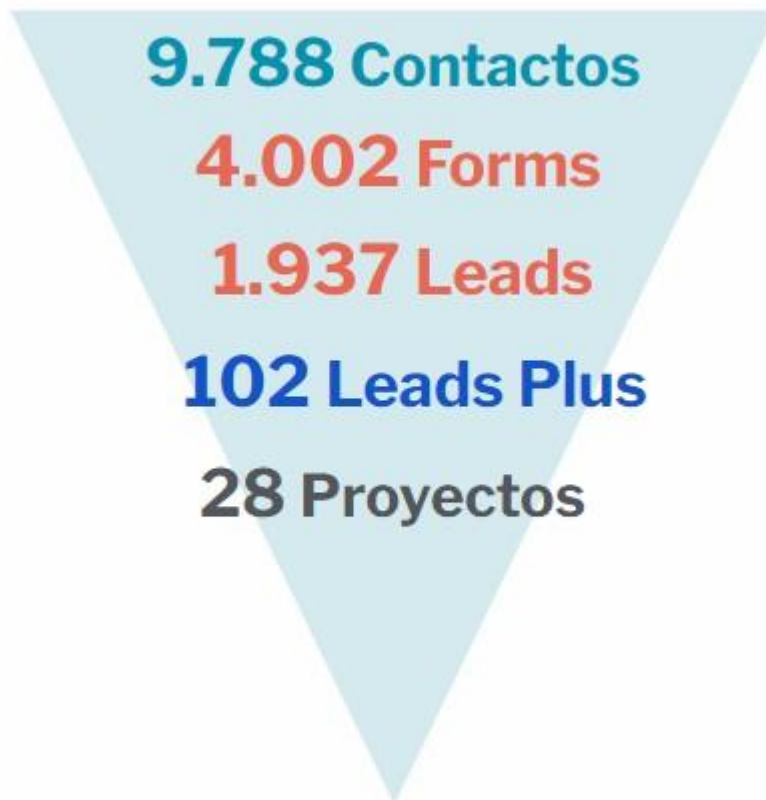 9.788 Contactos
4.002 Forms
1.937 Leads
102 Leads Plus
28 Proyectos